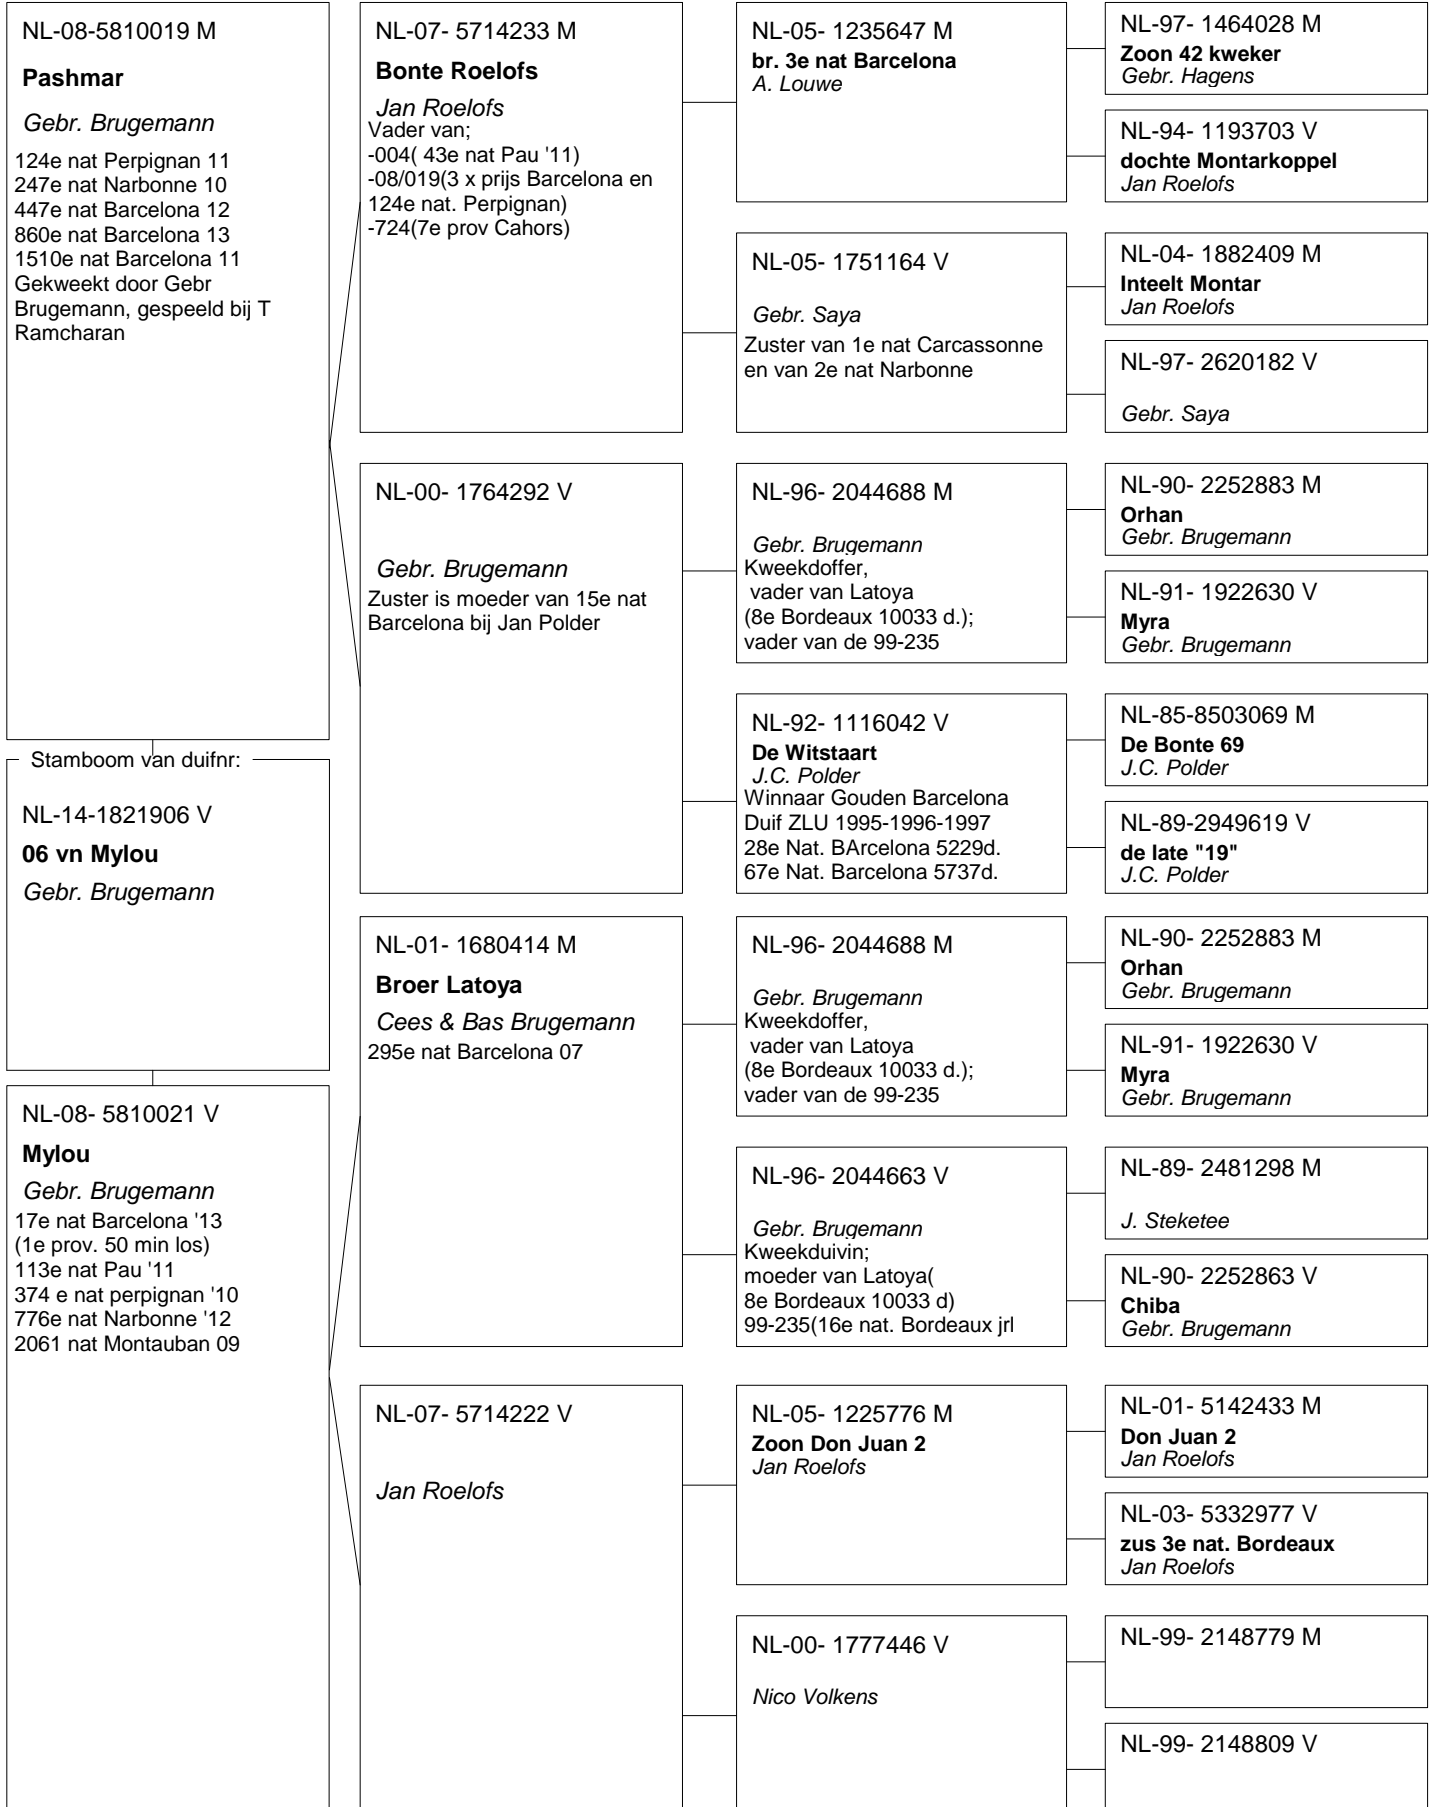 NL-08-5810019 M
Pashmar
Gebr. Brugemann
124e nat Perpignan 11
247e nat Narbonne 10
447e nat Barcelona 12
860e nat Barcelona 13
1510e nat Barcelona 11
Gekweekt door Gebr
Brugemann, gespeeld bij T
Ramcharan
Stamboom van duifnr:
NL-14-1821906 V
06 vn Mylou
Gebr. Brugemann
NL-08- 5810021 V
Mylou
Gebr. Brugemann
17e nat Barcelona '13
(1e prov. 50 min los)
113e nat Pau '11
374 e nat perpignan '10
776e nat Narbonne '12
2061 nat Montauban 09
NL-07- 5714233 M
Bonte Roelofs
Jan Roelofs
Vader van;
-004( 43e nat Pau '11)
-08/019(3 x prijs Barcelona en
124e nat. Perpignan)
-724(7e prov Cahors)
NL-00- 1764292 V
Gebr. Brugemann
Zuster is moeder van 15e nat
Barcelona bij Jan Polder
NL-01- 1680414 M
Broer Latoya
Cees & Bas Brugemann
295e nat Barcelona 07
NL-07- 5714222 V
Jan Roelofs
NL-05- 1235647 M
br. 3e nat Barcelona
A. Louwe
NL-05- 1751164 V
Gebr. Saya
Zuster van 1e nat Carcassonne
en van 2e nat Narbonne
NL-96- 2044688 M
Gebr. Brugemann
Kweekdoffer,
vader van Latoya
(8e Bordeaux 10033 d.);
vader van de 99-235
NL-92- 1116042 V
De Witstaart
J.C. Polder
Winnaar Gouden Barcelona
Duif ZLU 1995-1996-1997
28e Nat. BArcelona 5229d.
67e Nat. Barcelona 5737d.
NL-96- 2044688 M
Gebr. Brugemann
Kweekdoffer,
vader van Latoya
(8e Bordeaux 10033 d.);
vader van de 99-235
NL-96- 2044663 V
Gebr. Brugemann
Kweekduivin;
moeder van Latoya(
8e Bordeaux 10033 d)
99-235(16e nat. Bordeaux jrl
NL-05- 1225776 M
Zoon Don Juan 2
Jan Roelofs
NL-00- 1777446 V
Nico Volkens
NL-97- 1464028 M
Zoon 42 kweker
Gebr. Hagens
NL-94- 1193703 V
dochte Montarkoppel
Jan Roelofs
NL-04- 1882409 M
Inteelt Montar
Jan Roelofs
NL-97- 2620182 V
Gebr. Saya
NL-90- 2252883 M
Orhan
Gebr. Brugemann
NL-91- 1922630 V
Myra
Gebr. Brugemann
NL-85-8503069 M
De Bonte 69
J.C. Polder
NL-89-2949619 V
de late "19"
J.C. Polder
NL-90- 2252883 M
Orhan
Gebr. Brugemann
NL-91- 1922630 V
Myra
Gebr. Brugemann
NL-89- 2481298 M
J. Steketee
NL-90- 2252863 V
Chiba
Gebr. Brugemann
NL-01- 5142433 M
Don Juan 2
Jan Roelofs
NL-03- 5332977 V
zus 3e nat. Bordeaux
Jan Roelofs
NL-99- 2148779 M
NL-99- 2148809 V